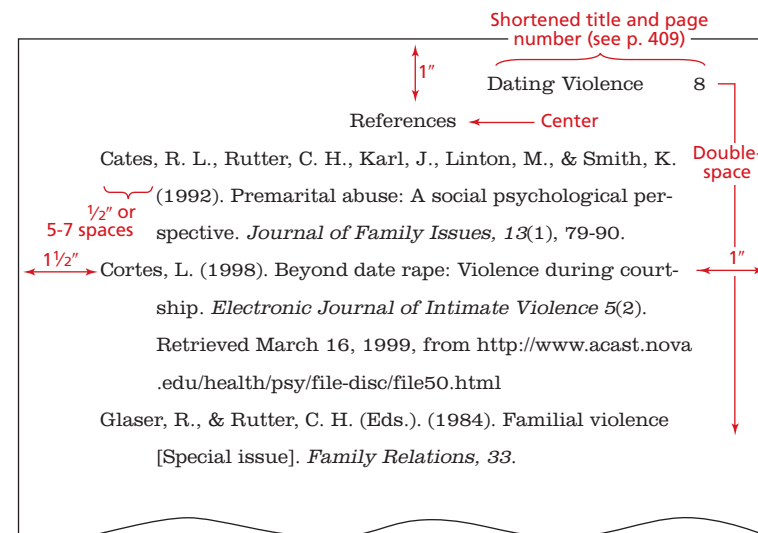 Shortened title and page
number (see p. 409)
1″
Dating Violence 8
References
Center
Cates, R. L., Rutter, C. H., Karl, J., Linton, M., & Smith, K.
Double-
space
(1992). Premarital abuse: A social psychological per-
½″ or
5-7 spaces
spective. Journal of Family Issues, 13(1), 79-90.
1½″
Cortes, L. (1998). Beyond date rape: Violence during court-
1″
ship. Electronic Journal of Intimate Violence 5(2).
Retrieved March 16, 1999, from http://www.acast.nova
.edu/health/psy/file-disc/file50.html
Glaser, R., & Rutter, C. H. (Eds.). (1984). Familial violence
[Special issue]. Family Relations, 33.